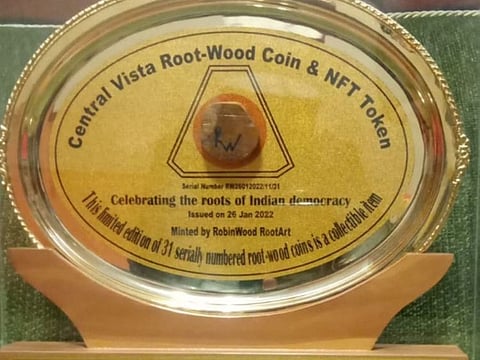 Central Vista Root-Wood Coin & NFT Token
RW
Serial Number RW26012022/11/31
Celebrating the roots of Indian democracy
Issued on 26 Jan 2022
Minted by RobinWood RootArt
This limited edition of 31 serially numbered root-wood coins is a collectible item